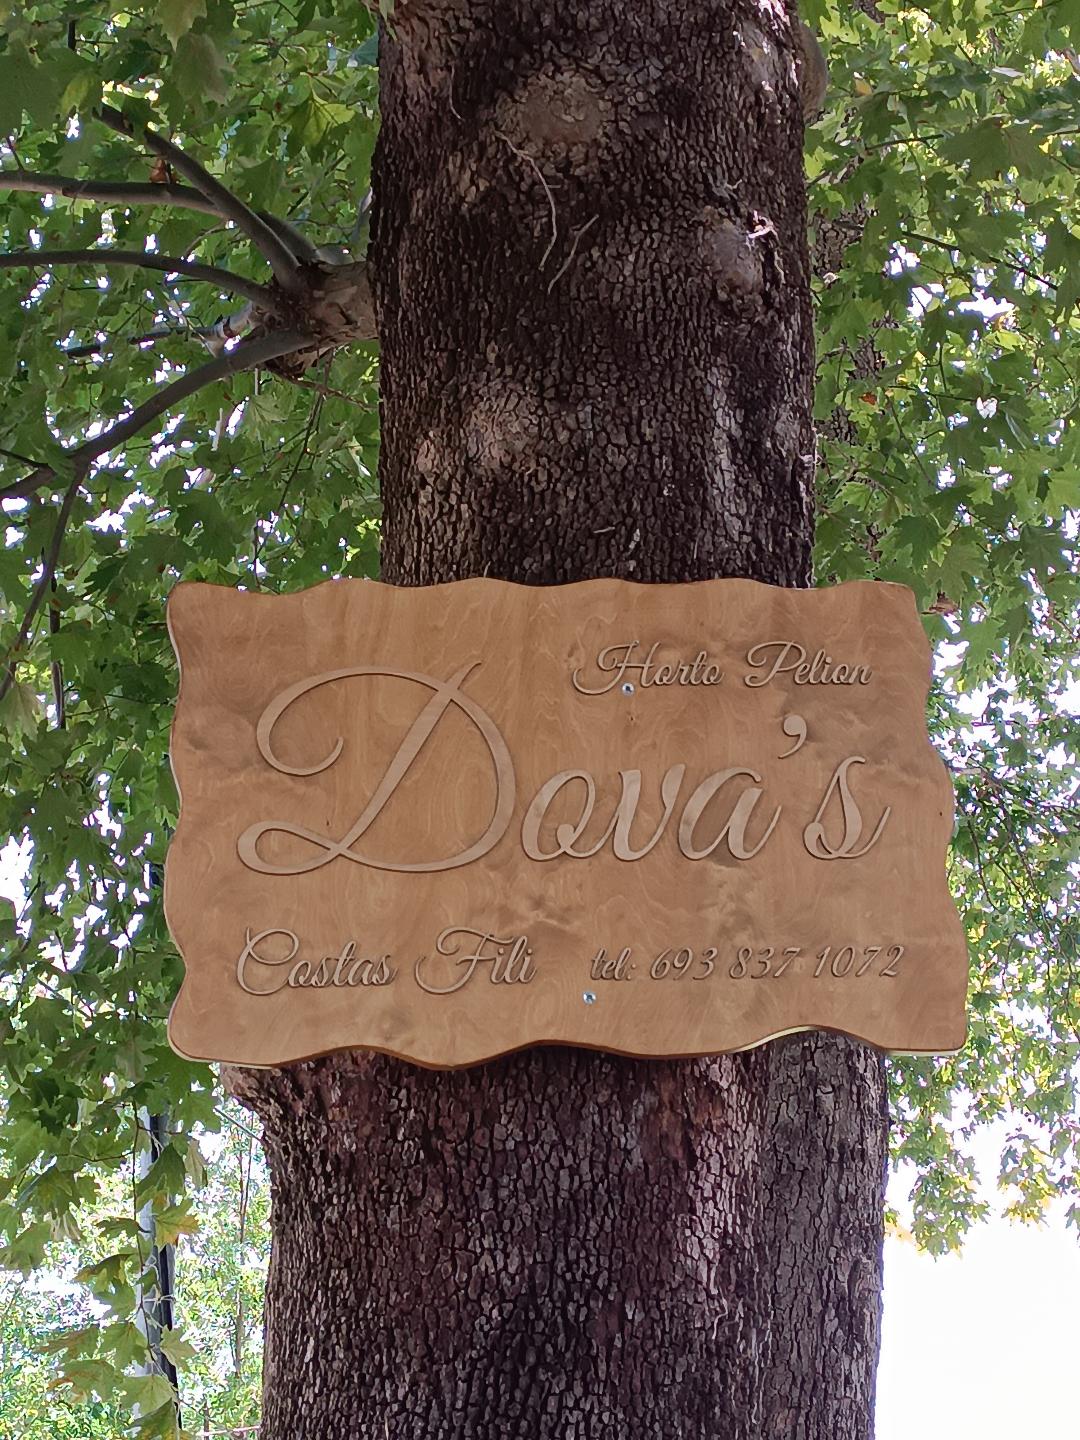 Horto Pelion
Dova's
Costas Fili tel: 693 837 1072